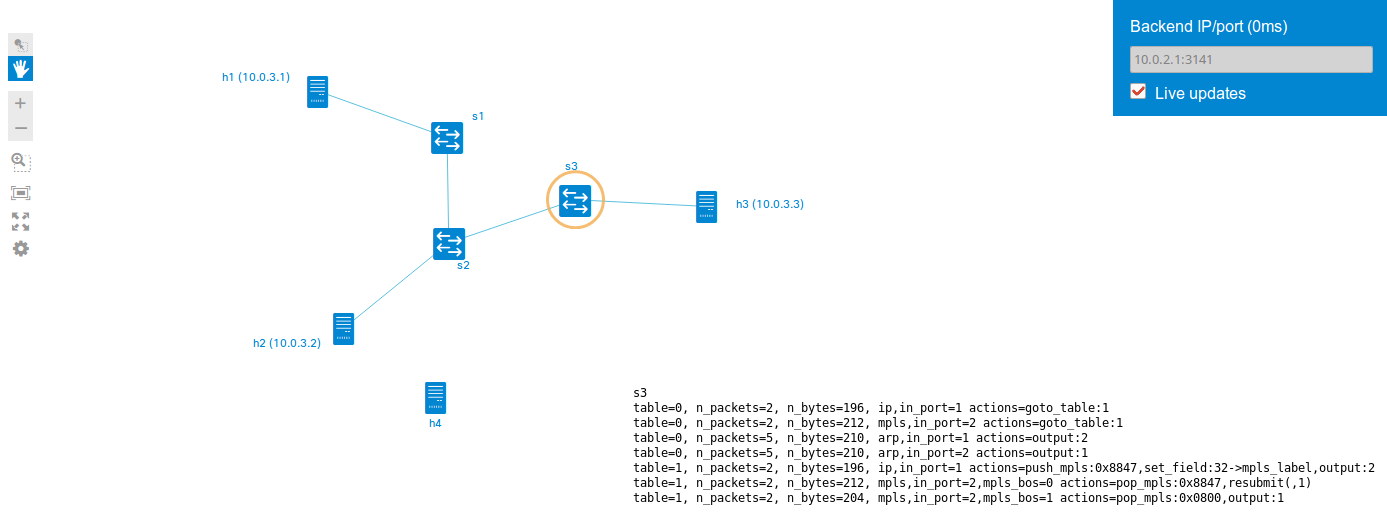 Backend IP/port (0ms)
10.0.2.1:3141
Live updates
h1 (10.0.3.1)
s1
s3
h3 (10.0.3.3)
s2
h2 (10.0.3.2)
h4
s3
table=0, n_packets=2, n_bytes=196, ip,in_port=1 actions=goto_table:1
table=0, n_packets=2, n_bytes=212, mpls,in_port=2 actions=goto_table:1
table=0, n_packets=5, n_bytes=210, arp,in_port=1 actions=output:2
table=0, n_packets=5, n_bytes=210, arp,in_port=2 actions=output:1
table=1, n_packets=2, n_bytes=196, ip,in_port=1 actions=push_mpls:0x8847,set_field:32->mpls_label,output:2
table=1, n_packets=2, n_bytes=212, mpls,in_port=2,mpls_bos=0 actions=pop_mpls:0x8847,resubmit(,1)
table=1, n_packets=2, n_bytes=204, mpls,in_port=2,mpls_bos=1 actions=pop_mpls:0x0800,output:1